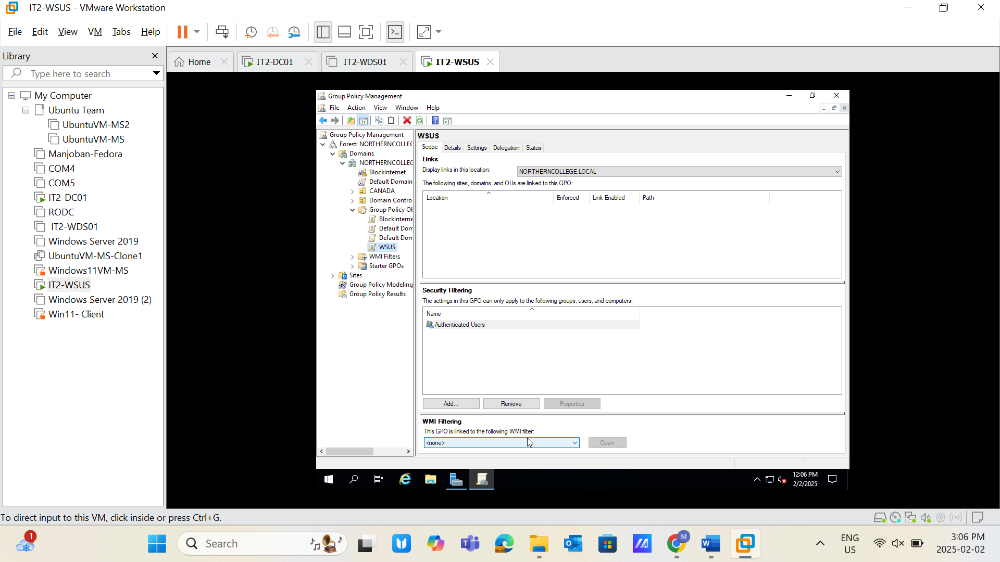 IT2-WSUS - VMware Workstation
File Edit View VM Tabs Help
Library
Type here to search
My Computer
Ubuntu Team
UbuntuVM-MS2
UbuntuVM-MS
Manjoban-Fedora
COM4
COM5
IT2-DC01
RODC
IT2-WDS01
Windows Server 2019
UbuntuVM-MS-Clone1
Windows11VM-MS
IT2-WSUS
Windows Server 2019 (2)
Win11- Client
Home IT2-DC01 IT2-WDS01 IT2-WSUS
Group Policy Management
File Action View Window Help
Group Policy Management
Forest: NORTHERNCOLLEG
Domains
NORTHERNCOLLEG
BlockInternet
Default Domain
CANADA
Domain Contro
Group Policy Ob
BlockInterne
Default Dom
Default Dom
WSUS
WMI Filters
Starter GPOs
Sites
Group Policy Modeling
Group Policy Results
WSUS
Scope Details Settings Delegation Status
Links
Display links in this location: NORTHERNCOLLEGE.LOCAL
The following sites, domains, and OUs are linked to this GPO:
Location Enforced Link Enabled Path
Security Filtering
The settings in this GPO can only apply to the following groups, users, and computers:
Name
Authenticated Users
Add... Remove Properties
WMI Filtering
This GPO is linked to the following WMI filter:
<none> Open
12:06 PM
2/2/2025
To direct input to this VM, click inside or press Ctrl+G.
1
Search
M
ENG
US
3:06 PM
2025-02-02